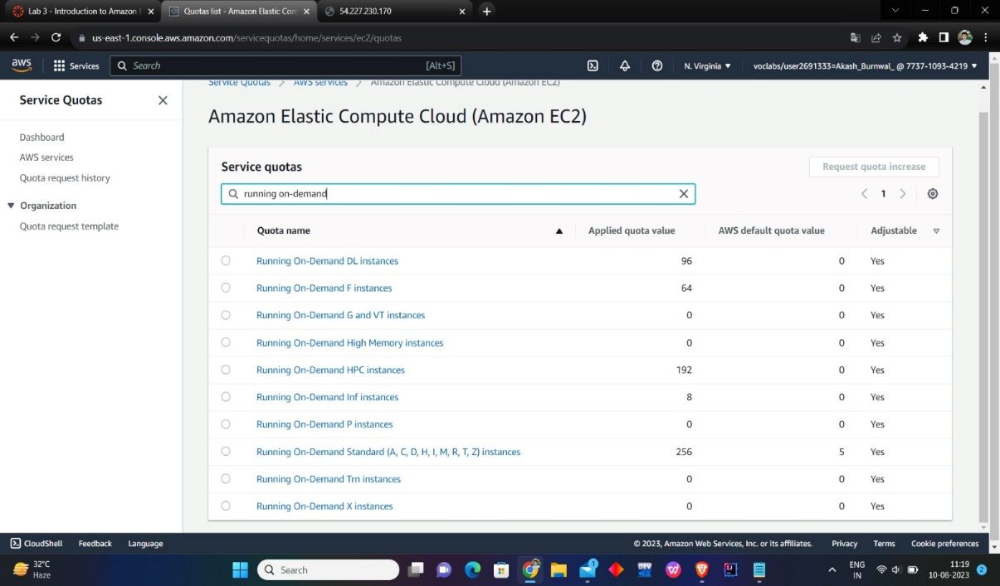 Lab 3 - Introduction to Amazon E
Quotas list - Amazon Elastic Com
54.227.230.170
us-east-1.console.aws.amazon.com/servicequotas/home/services/ec2/quotas
aws
Services
Search
[Alt+S]
N. Virginia
voclabs/user2691333=Akash_Burnwal_ @ 7737-1093-4219
Service Quotas
Dashboard
AWS services
Quota request history
Organization
Quota request template
Service Quotas
AWS services
Amazon Elastic Compute Cloud (Amazon EC2)
Amazon Elastic Compute Cloud (Amazon EC2)
Service quotas
Request quota increase
running on-demand
1
Quota name Applied quota value AWS default quota value Adjustable
Running On-Demand DL instances 96 0 Yes
Running On-Demand F instances 64 0 Yes
Running On-Demand G and VT instances 0 0 Yes
Running On-Demand High Memory instances 0 0 Yes
Running On-Demand HPC instances 192 0 Yes
Running On-Demand Inf instances 8 0 Yes
Running On-Demand P instances 0 0 Yes
Running On-Demand Standard (A, C, D, H, I, M, R, T, Z) instances 256 5 Yes
Running On-Demand Trn instances 0 0 Yes
Running On-Demand X instances 0 0 Yes
CloudShell Feedback Language © 2023, Amazon Web Services, Inc. or its affiliates. Privacy Terms Cookie preferences
32°C
Haze
Search
1
DEV
ENG
IN
11:19
10-08-2023
2